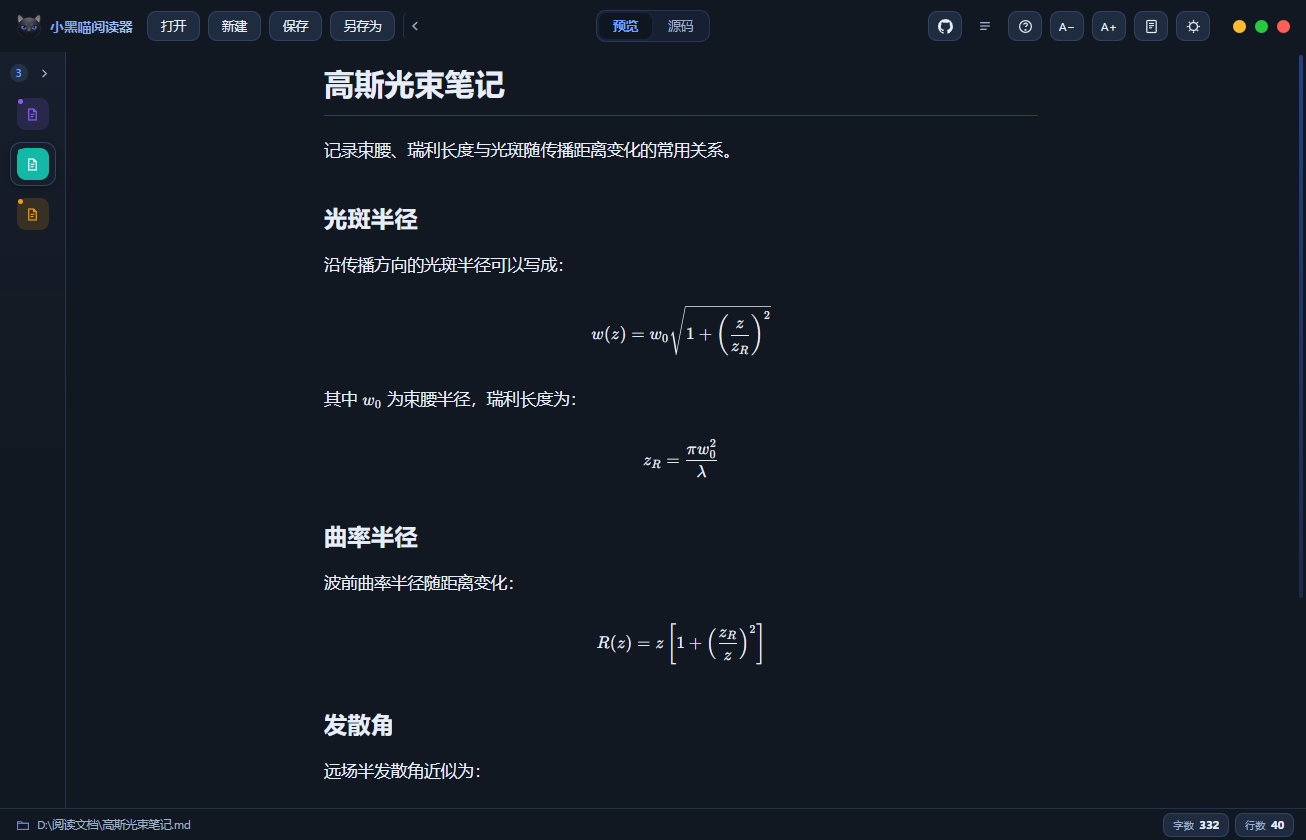 小黑喵阅读器 打开 新建 保存 另存为 预览 源码 A− A+
3
高斯光束笔记
记录束腰、瑞利长度与光斑随传播距离变化的常用关系。
光斑半径
沿传播方向的光斑半径可以写成：
w(z) = w₀√(1 + (z/z_R)²)
其中 w₀ 为束腰半径，瑞利长度为：
z_R = πw₀²/λ
曲率半径
波前曲率半径随距离变化：
R(z) = z[1 + (z_R/z)²]
发散角
远场半发散角近似为：
D:\阅读文档\高斯光束笔记.md 字数 332 行数 40